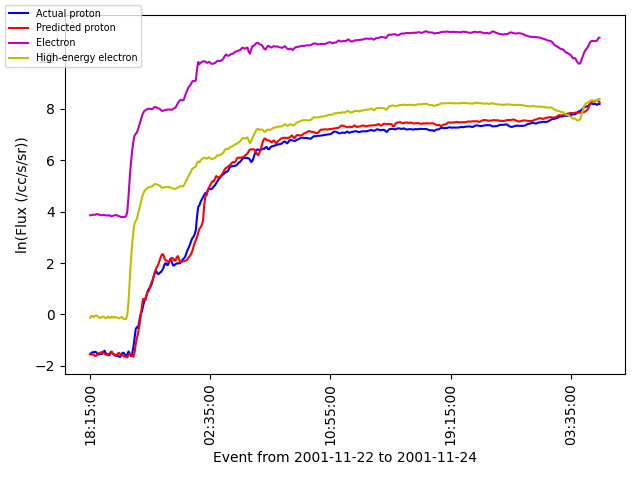 Actual proton
Predicted proton
Electron
High-energy electron
ln(Flux (/cc/s/sr))
8
6
4
2
0
−2
18:15:00
02:35:00
10:55:00
19:15:00
03:35:00
Event from 2001-11-22 to 2001-11-24